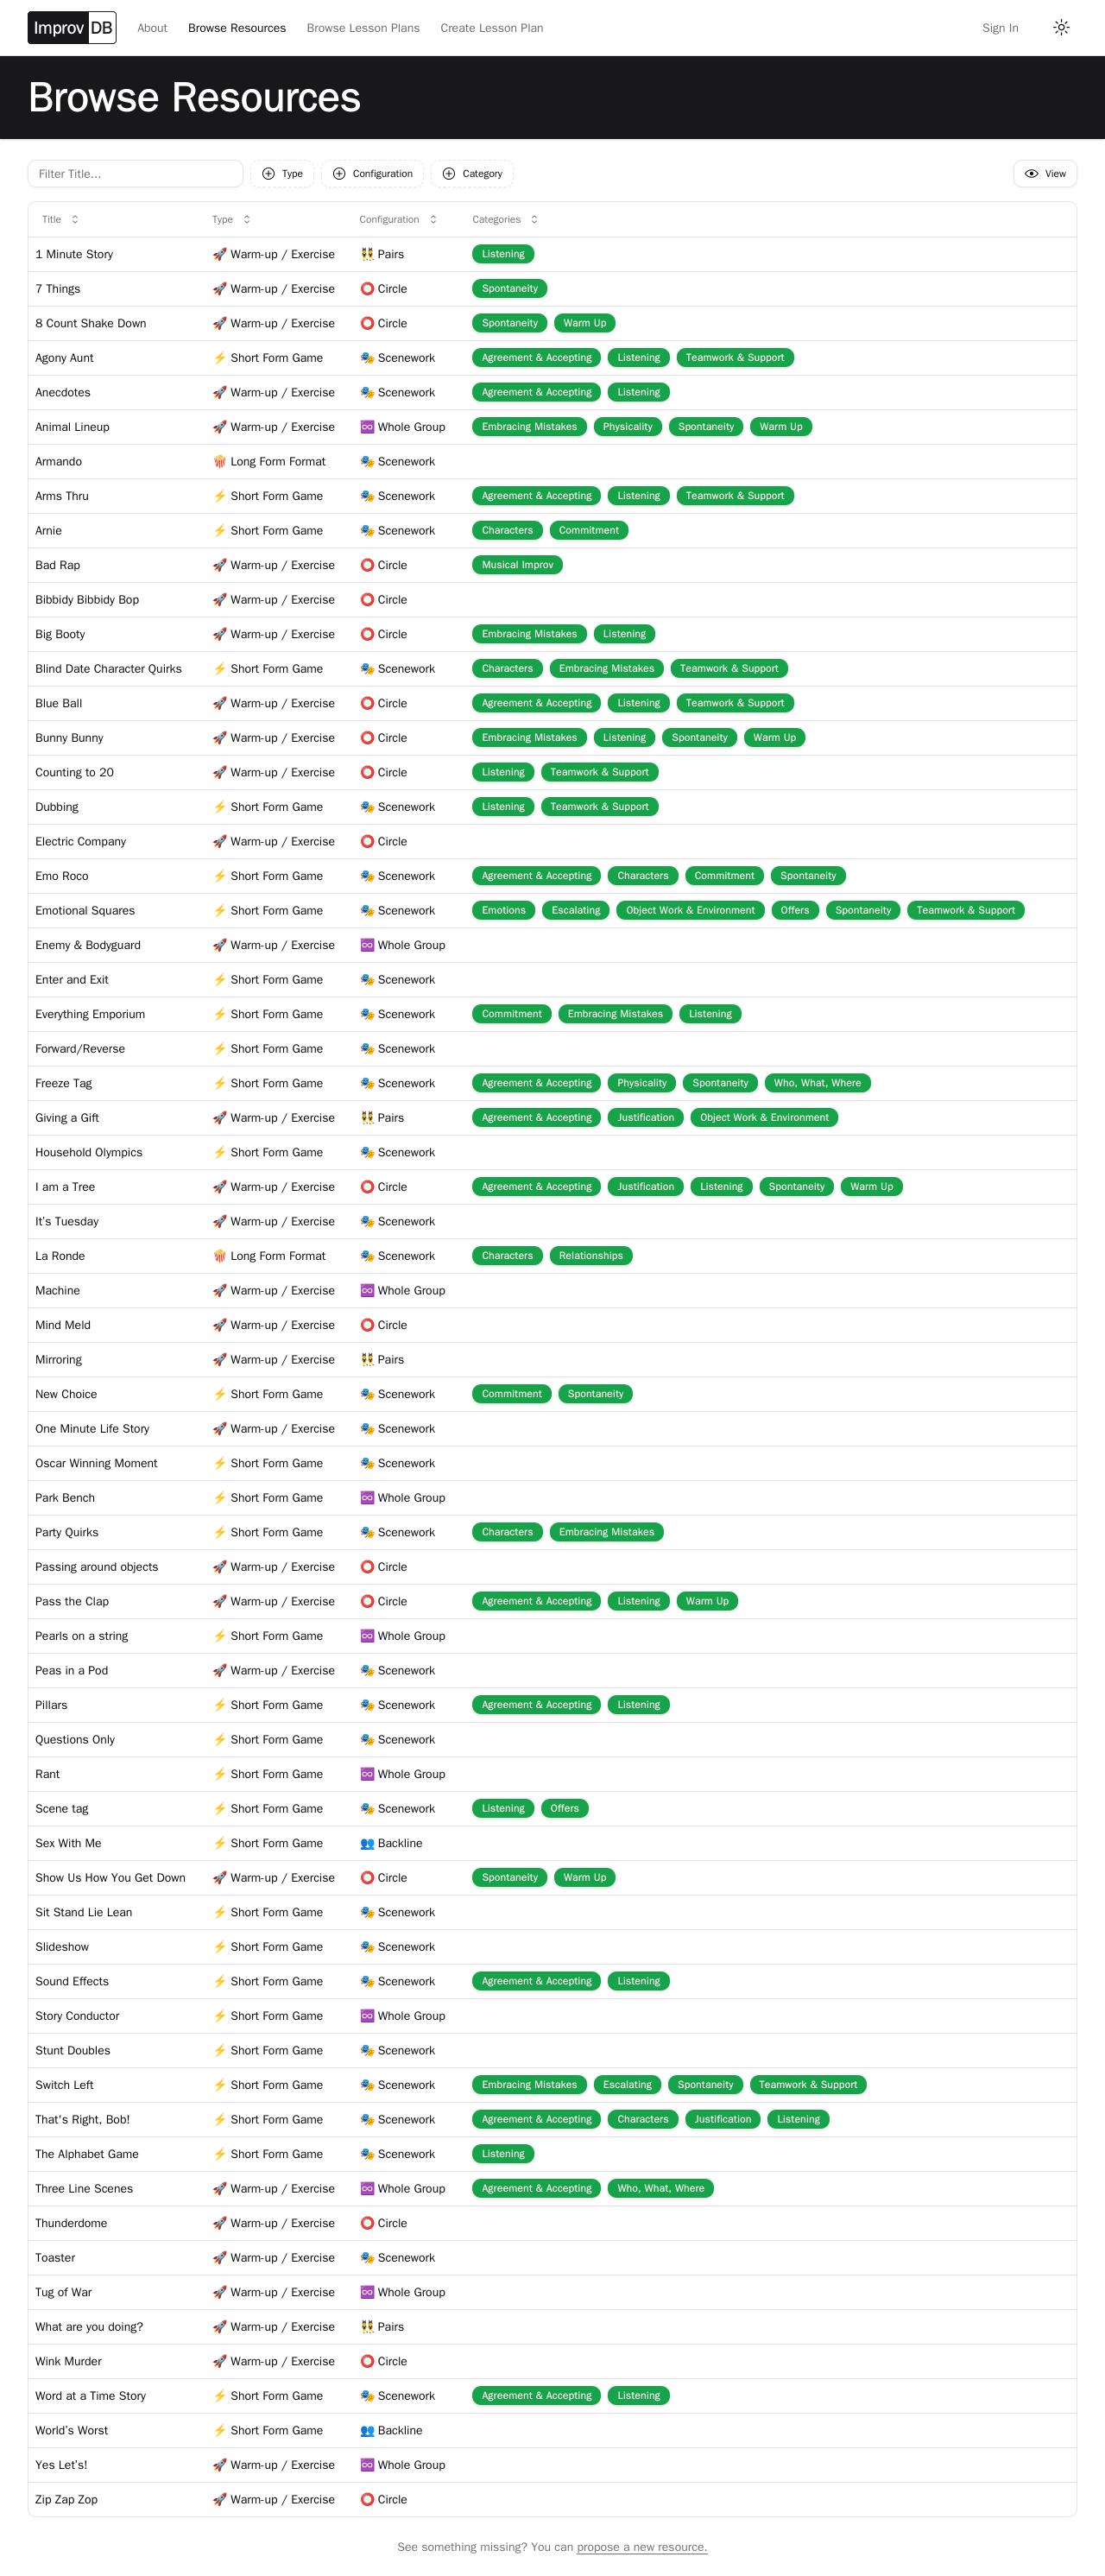 Improv DB About Browse Resources Browse Lesson Plans Create Lesson Plan Sign In
Browse Resources
Filter Title... Type Configuration Category View
Title Type Configuration Categories
1 Minute Story Warm-up / Exercise Pairs Listening
7 Things Warm-up / Exercise Circle Spontaneity
8 Count Shake Down Warm-up / Exercise Circle Spontaneity Warm Up
Agony Aunt Short Form Game Scenework Agreement & Accepting Listening Teamwork & Support
Anecdotes Warm-up / Exercise Scenework Agreement & Accepting Listening
Animal Lineup Warm-up / Exercise Whole Group Embracing Mistakes Physicality Spontaneity Warm Up
Armando Long Form Format Scenework
Arms Thru Short Form Game Scenework Agreement & Accepting Listening Teamwork & Support
Arnie Short Form Game Scenework Characters Commitment
Bad Rap Warm-up / Exercise Circle Musical Improv
Bibbidy Bibbidy Bop Warm-up / Exercise Circle
Big Booty Warm-up / Exercise Circle Embracing Mistakes Listening
Blind Date Character Quirks Short Form Game Scenework Characters Embracing Mistakes Teamwork & Support
Blue Ball Warm-up / Exercise Circle Agreement & Accepting Listening Teamwork & Support
Bunny Bunny Warm-up / Exercise Circle Embracing Mistakes Listening Spontaneity Warm Up
Counting to 20 Warm-up / Exercise Circle Listening Teamwork & Support
Dubbing Short Form Game Scenework Listening Teamwork & Support
Electric Company Warm-up / Exercise Circle
Emo Roco Short Form Game Scenework Agreement & Accepting Characters Commitment Spontaneity
Emotional Squares Short Form Game Scenework Emotions Escalating Object Work & Environment Offers Spontaneity Teamwork & Support
Enemy & Bodyguard Warm-up / Exercise Whole Group
Enter and Exit Short Form Game Scenework
Everything Emporium Short Form Game Scenework Commitment Embracing Mistakes Listening
Forward/Reverse Short Form Game Scenework
Freeze Tag Short Form Game Scenework Agreement & Accepting Physicality Spontaneity Who, What, Where
Giving a Gift Warm-up / Exercise Pairs Agreement & Accepting Justification Object Work & Environment
Household Olympics Short Form Game Scenework
I am a Tree Warm-up / Exercise Circle Agreement & Accepting Justification Listening Spontaneity Warm Up
It's Tuesday Warm-up / Exercise Scenework
La Ronde Long Form Format Scenework Characters Relationships
Machine Warm-up / Exercise Whole Group
Mind Meld Warm-up / Exercise Circle
Mirroring Warm-up / Exercise Pairs
New Choice Short Form Game Scenework Commitment Spontaneity
One Minute Life Story Warm-up / Exercise Scenework
Oscar Winning Moment Short Form Game Scenework
Park Bench Short Form Game Whole Group
Party Quirks Short Form Game Scenework Characters Embracing Mistakes
Passing around objects Warm-up / Exercise Circle
Pass the Clap Warm-up / Exercise Circle Agreement & Accepting Listening Warm Up
Pearls on a string Short Form Game Whole Group
Peas in a Pod Warm-up / Exercise Scenework
Pillars Short Form Game Scenework Agreement & Accepting Listening
Questions Only Short Form Game Scenework
Rant Short Form Game Whole Group
Scene tag Short Form Game Scenework Listening Offers
Sex With Me Short Form Game Backline
Show Us How You Get Down Warm-up / Exercise Circle Spontaneity Warm Up
Sit Stand Lie Lean Short Form Game Scenework
Slideshow Short Form Game Scenework
Sound Effects Short Form Game Scenework Agreement & Accepting Listening
Story Conductor Short Form Game Whole Group
Stunt Doubles Short Form Game Scenework
Switch Left Short Form Game Scenework Embracing Mistakes Escalating Spontaneity Teamwork & Support
That's Right, Bob! Short Form Game Scenework Agreement & Accepting Characters Justification Listening
The Alphabet Game Short Form Game Scenework Listening
Three Line Scenes Warm-up / Exercise Whole Group Agreement & Accepting Who, What, Where
Thunderdome Warm-up / Exercise Circle
Toaster Warm-up / Exercise Scenework
Tug of War Warm-up / Exercise Whole Group
What are you doing? Warm-up / Exercise Pairs
Wink Murder Warm-up / Exercise Circle
Word at a Time Story Short Form Game Scenework Agreement & Accepting Listening
World's Worst Short Form Game Backline
Yes Let's! Warm-up / Exercise Whole Group
Zip Zap Zop Warm-up / Exercise Circle
See something missing? You can propose a new resource.